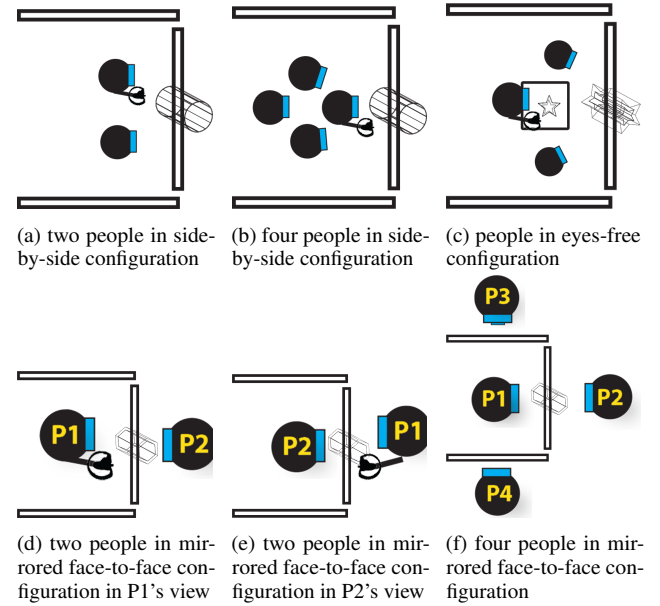 (a) two people in side-
by-side configuration
(b) four people in side-
by-side configuration
(c) people in eyes-free
configuration
P3
P1
P2
P4
P1
P2
P2
P1
(d) two people in mir-
rored face-to-face con-
figuration in P1's view
(e) two people in mir-
rored face-to-face con-
figuration in P2's view
(f) four people in mir-
rored face-to-face
configuration